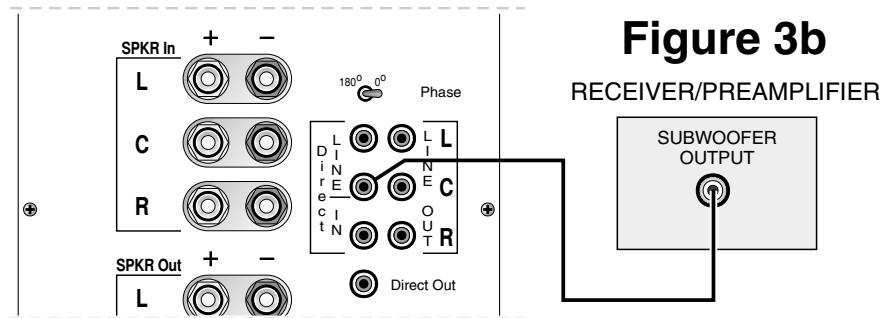 Figure 3b
RECEIVER/PREAMPLIFIER
SUBWOOFER
OUTPUT
+ −
SPKR In
L
C
R
180° 0°
Phase
Direct
LINE IN
LINE OUT
L
C
R
Direct Out
+ −
SPKR Out
L